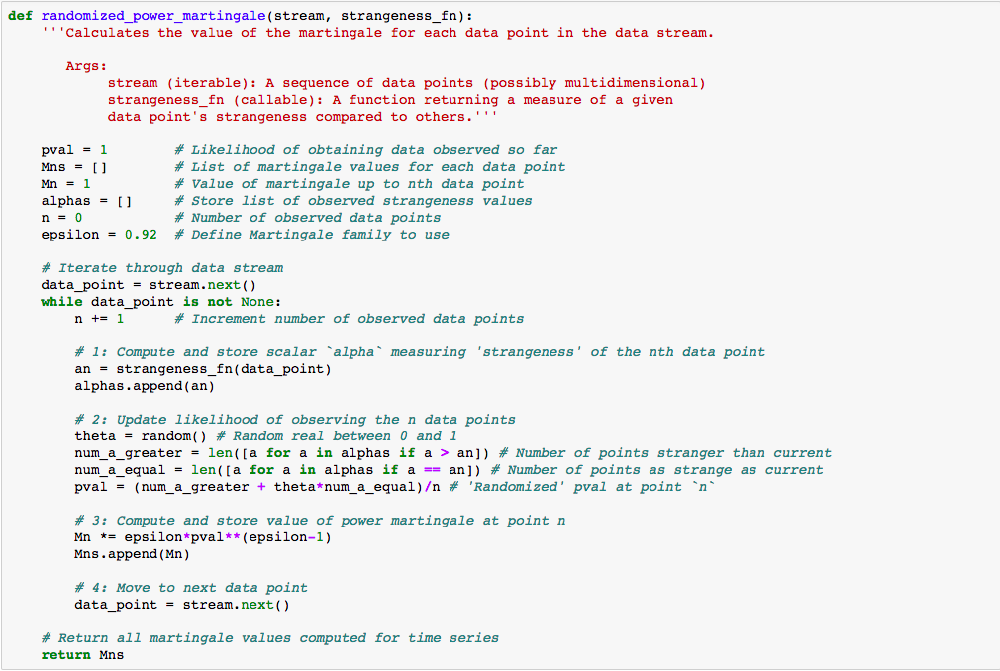 def randomized_power_martingale(stream, strangeness_fn):
    '''Calculates the value of the martingale for each data point in the data stream.

       Args:
            stream (iterable): A sequence of data points (possibly multidimensional)
            strangeness_fn (callable): A function returning a measure of a given
            data point's strangeness compared to others.'''

    pval = 1        # Likelihood of obtaining data observed so far
    Mns = []        # List of martingale values for each data point
    Mn = 1          # Value of martingale up to nth data point
    alphas = []     # Store list of observed strangeness values
    n = 0           # Number of observed data points
    epsilon = 0.92  # Define Martingale family to use

    # Iterate through data stream
    data_point = stream.next()
    while data_point is not None:
        n += 1      # Increment number of observed data points

        # 1: Compute and store scalar `alpha` measuring 'strangeness' of the nth data point
        an = strangeness_fn(data_point)
        alphas.append(an)

        # 2: Update likelihood of observing the n data points
        theta = random() # Random real between 0 and 1
        num_a_greater = len([a for a in alphas if a > an]) # Number of points stranger than current
        num_a_equal = len([a for a in alphas if a == an]) # Number of points as strange as current
        pval = (num_a_greater + theta*num_a_equal)/n # 'Randomized' pval at point `n`

        # 3: Compute and store value of power martingale at point n
        Mn *= epsilon*pval**(epsilon-1)
        Mns.append(Mn)

        # 4: Move to next data point
        data_point = stream.next()

    # Return all martingale values computed for time series
    return Mns